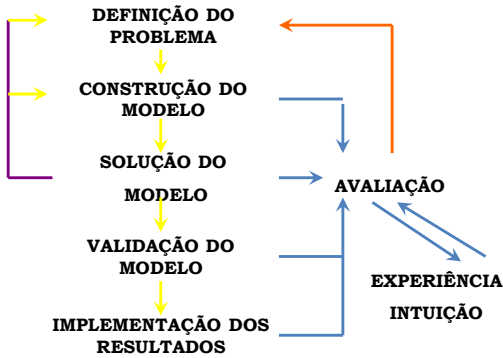 DEFINIÇÃO DO
PROBLEMA
CONSTRUÇÃO DO
MODELO
SOLUÇÃO DO
MODELO
AVALIAÇÃO
VALIDAÇÃO DO
MODELO
EXPERIÊNCIA
INTUIÇÃO
IMPLEMENTAÇÃO DOS
RESULTADOS